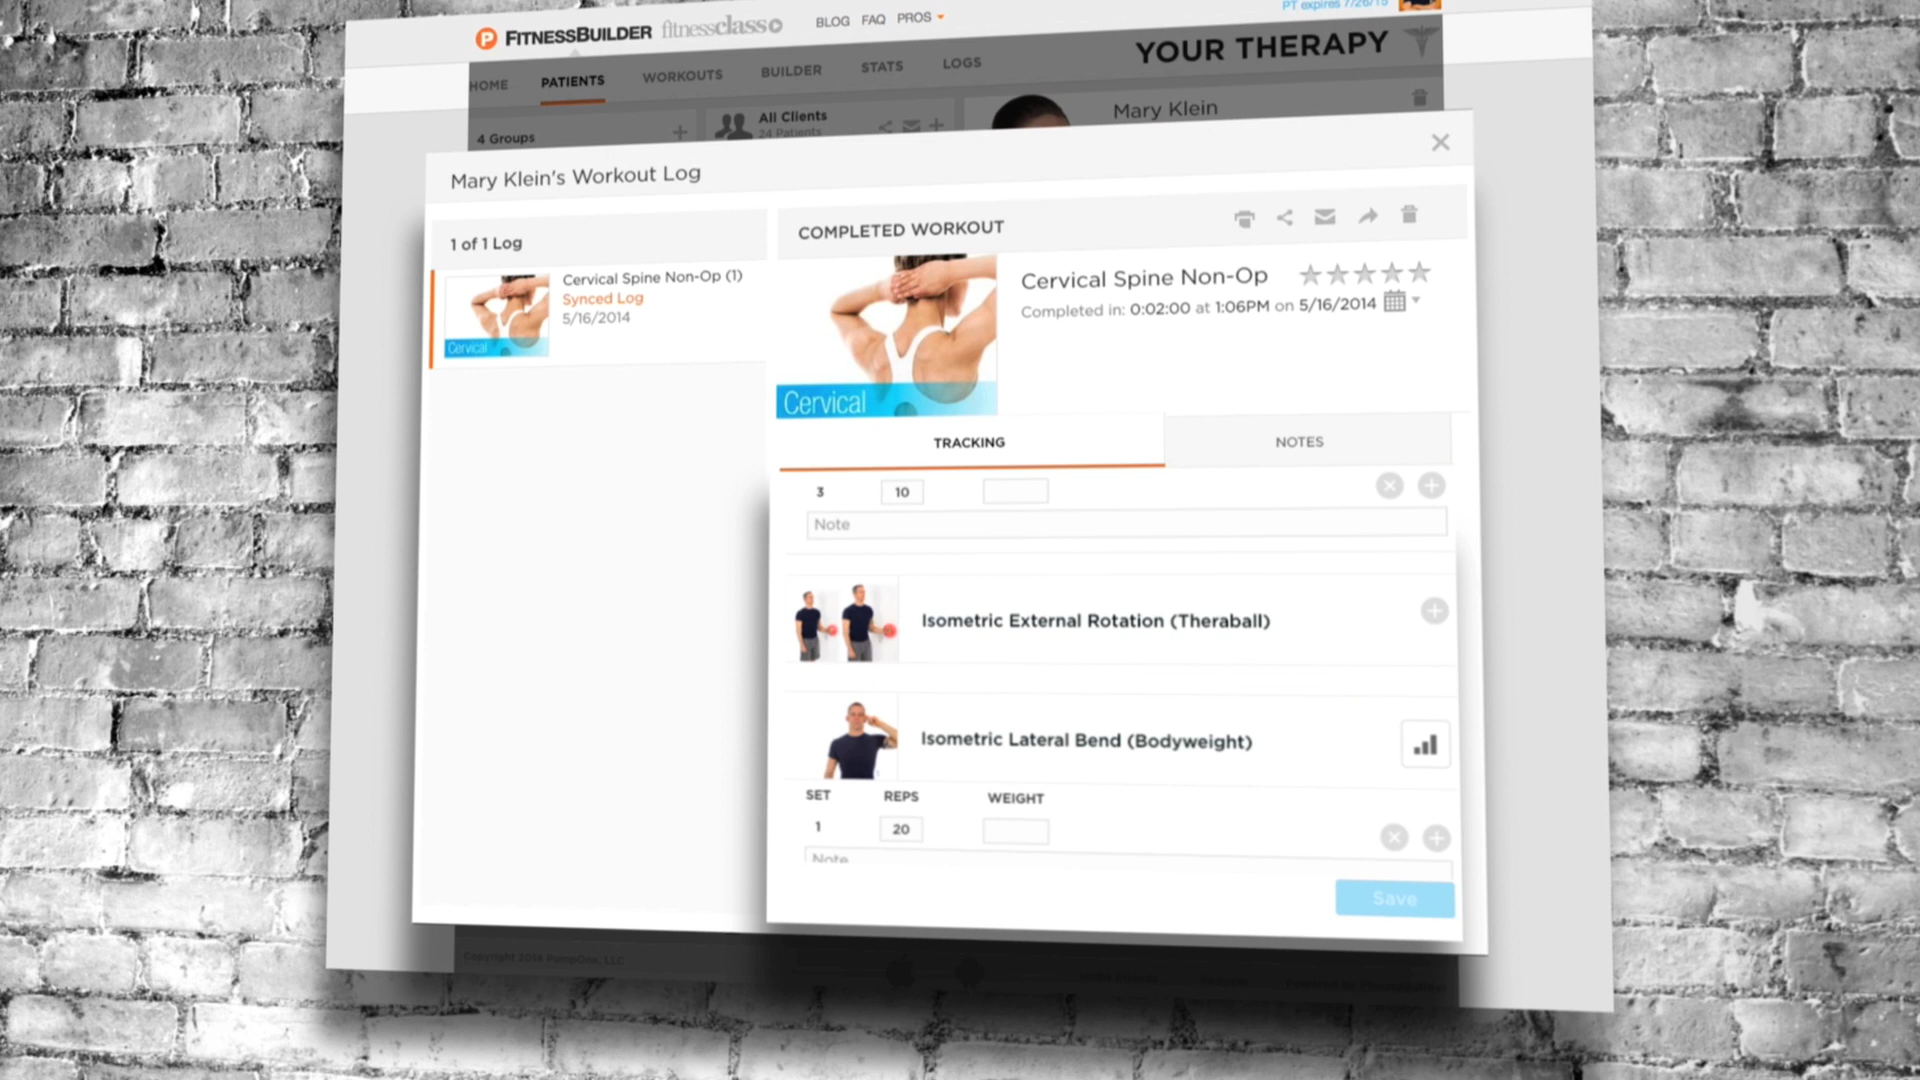 FITNESSBUILDER fitnessclass BLOG FAQ PROS
PT expires 7/26/15
HOME PATIENTS WORKOUTS BUILDER STATS LOGS
YOUR THERAPY
4 Groups
All Clients
24 Patients
Mary Klein
Mary Klein's Workout Log
1 of 1 Log
Cervical Spine Non-Op (1)
Synced Log
5/16/2014
Cervical
COMPLETED WORKOUT
Cervical
Cervical Spine Non-Op
Completed in: 0:02:00 at 1:06PM on 5/16/2014
TRACKING NOTES
3 10
Note
Isometric External Rotation (Theraball)
Isometric Lateral Bend (Bodyweight)
SET REPS WEIGHT
1 20
Note
Save
Copyright 2014 PumpOne, LLC